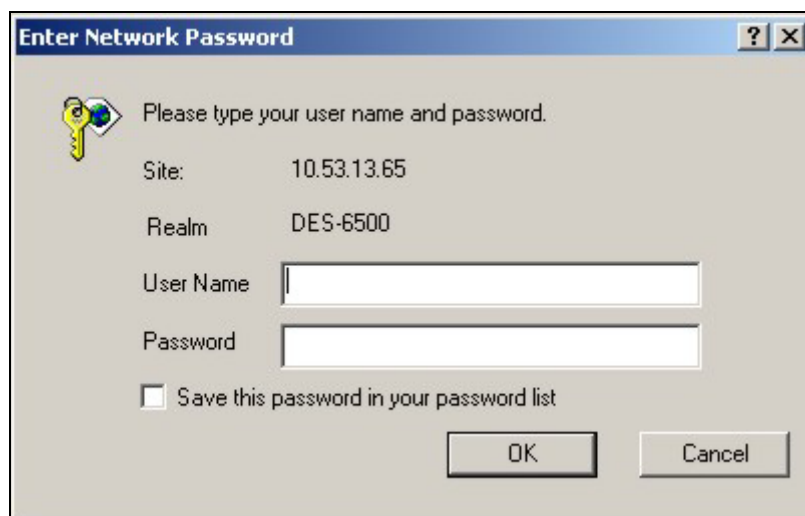 Enter Network Password
Please type your user name and password.
Site: 10.53.13.65
Realm DES-6500
User Name
Password
Save this password in your password list
OK Cancel